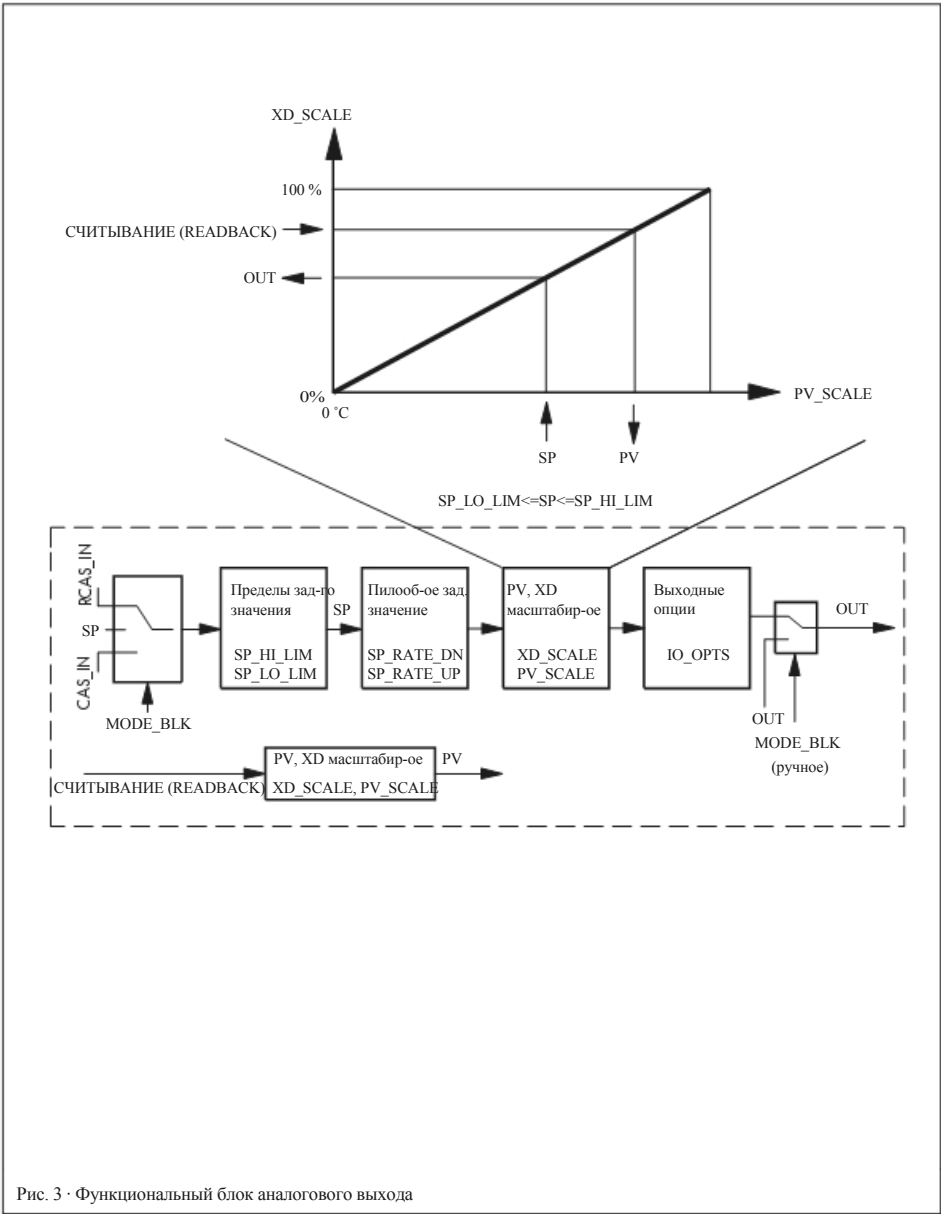 XD_SCALE
100 %
СЧИТЫВАНИЕ (READBACK)
OUT
0%
0 ˚C
PV_SCALE
SP
PV
SP_LO_LIM<=SP<=SP_HI_LIM
RCAS_IN
SP
CAS_IN
MODE_BLK
Пределы зад-го
значения
SP_HI_LIM
SP_LO_LIM
SP
Пилооб-ое зад.
значение
SP_RATE_DN
SP_RATE_UP
PV, XD
масштабир-ое
XD_SCALE
PV_SCALE
Выходные
опции
IO_OPTS
OUT
OUT
MODE_BLK
(ручное)
СЧИТЫВАНИЕ (READBACK)
PV, XD масштабир-ое
XD_SCALE, PV_SCALE
PV
Рис. 3 · Функциональный блок аналогового выхода